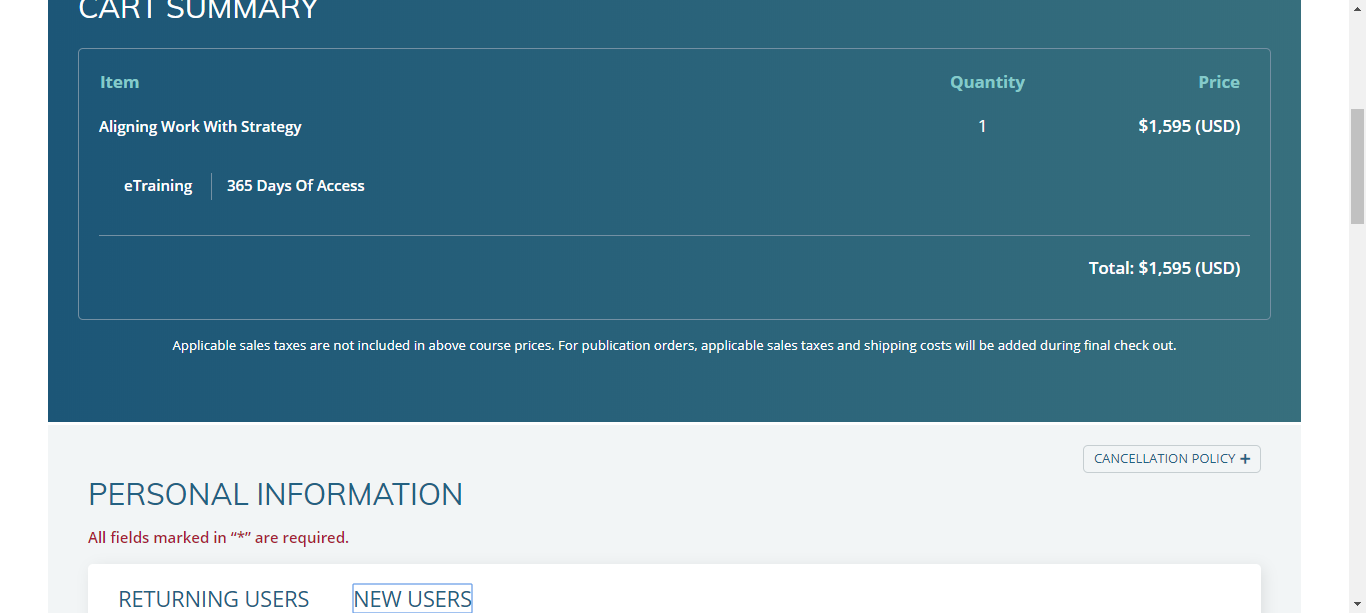 CART SUMMARY
Item Quantity Price
Aligning Work With Strategy 1 $1,595 (USD)
eTraining 365 Days Of Access
Total: $1,595 (USD)
Applicable sales taxes are not included in above course prices. For publication orders, applicable sales taxes and shipping costs will be added during final check out.
CANCELLATION POLICY +
PERSONAL INFORMATION
All fields marked in “*” are required.
RETURNING USERS NEW USERS